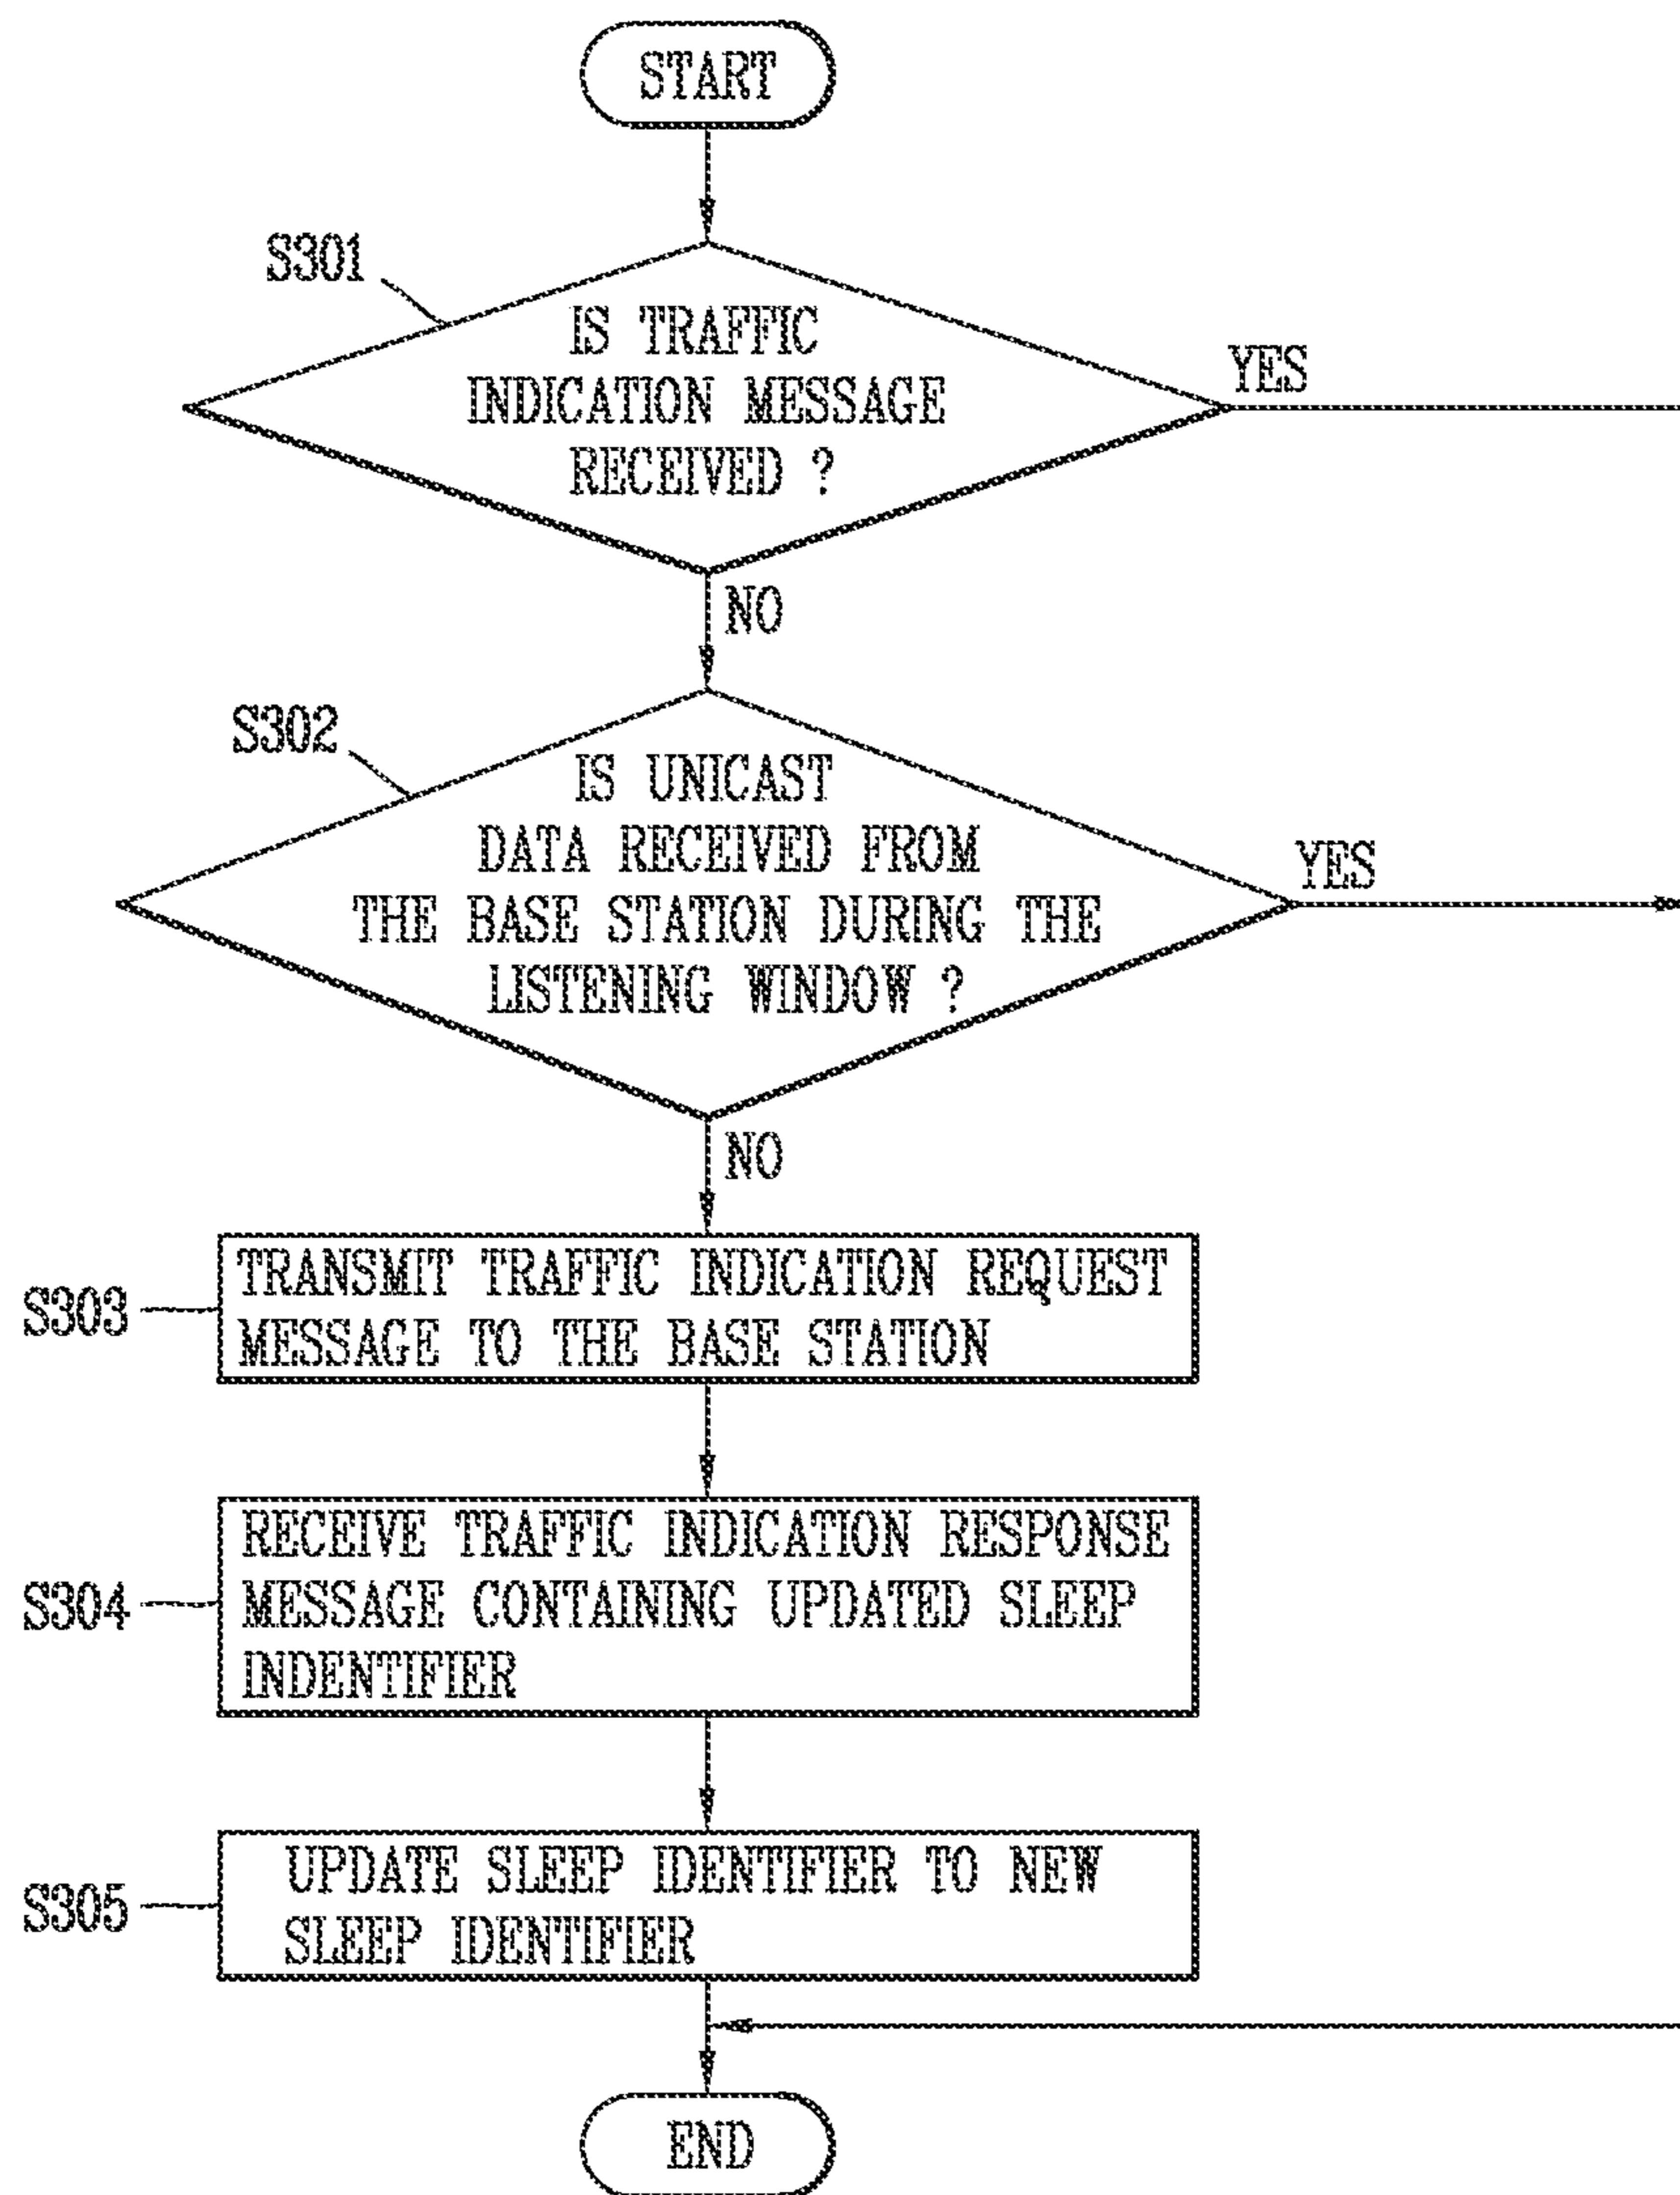 START
S301
IS TRAFFIC
INDICATION MESSAGE
RECEIVED ?
YES
NO
S302
IS UNICAST
DATA RECEIVED FROM
THE BASE STATION DURING THE
LISTENING WINDOW ?
YES
NO
S303
TRANSMIT TRAFFIC INDICATION REQUEST
MESSAGE TO THE BASE STATION
S304
RECEIVE TRAFFIC INDICATION RESPONSE
MESSAGE CONTAINING UPDATED SLEEP
INDENTIFIER
S305
UPDATE SLEEP IDENTIFIER TO NEW
SLEEP IDENTIFIER
END